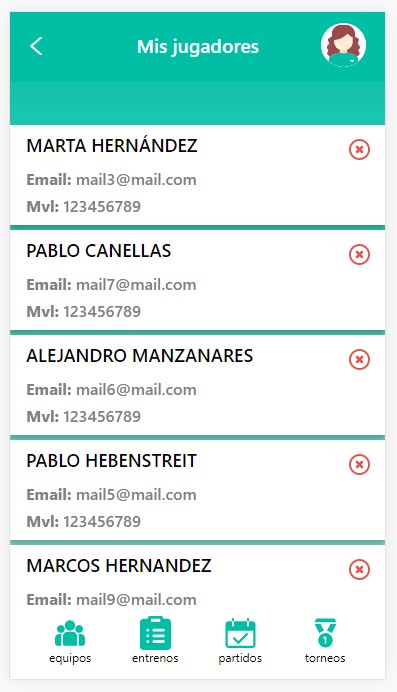 Mis jugadores
MARTA HERNÁNDEZ
Email: mail3@mail.com
Mvl: 123456789
PABLO CANELLAS
Email: mail7@mail.com
Mvl: 123456789
ALEJANDRO MANZANARES
Email: mail6@mail.com
Mvl: 123456789
PABLO HEBENSTREIT
Email: mail5@mail.com
Mvl: 123456789
MARCOS HERNANDEZ
Email: mail9@mail.com
1
equipos entrenos partidos torneos